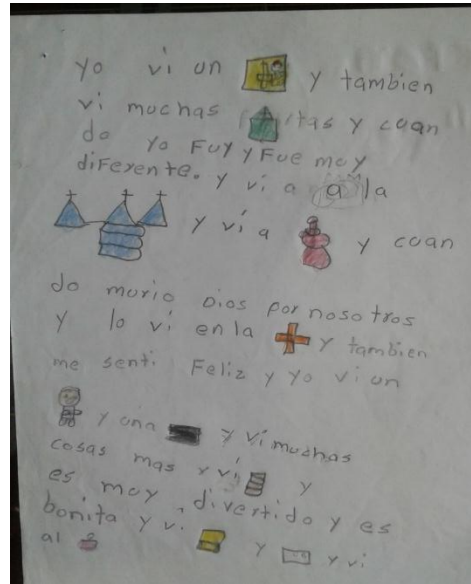 yo vi un y tambien
vi muchas itas y cuan
do yo FUY y FUe muy
diferente. y vi a a la
y vi a y cuan
do murio Dios por nosotros
y lo vi en la y tambien
me senti Feliz y yo vi un
y una y vi muchas
cosas mas y vi y
es muy divertido y es
bonita y vi y y vi
al